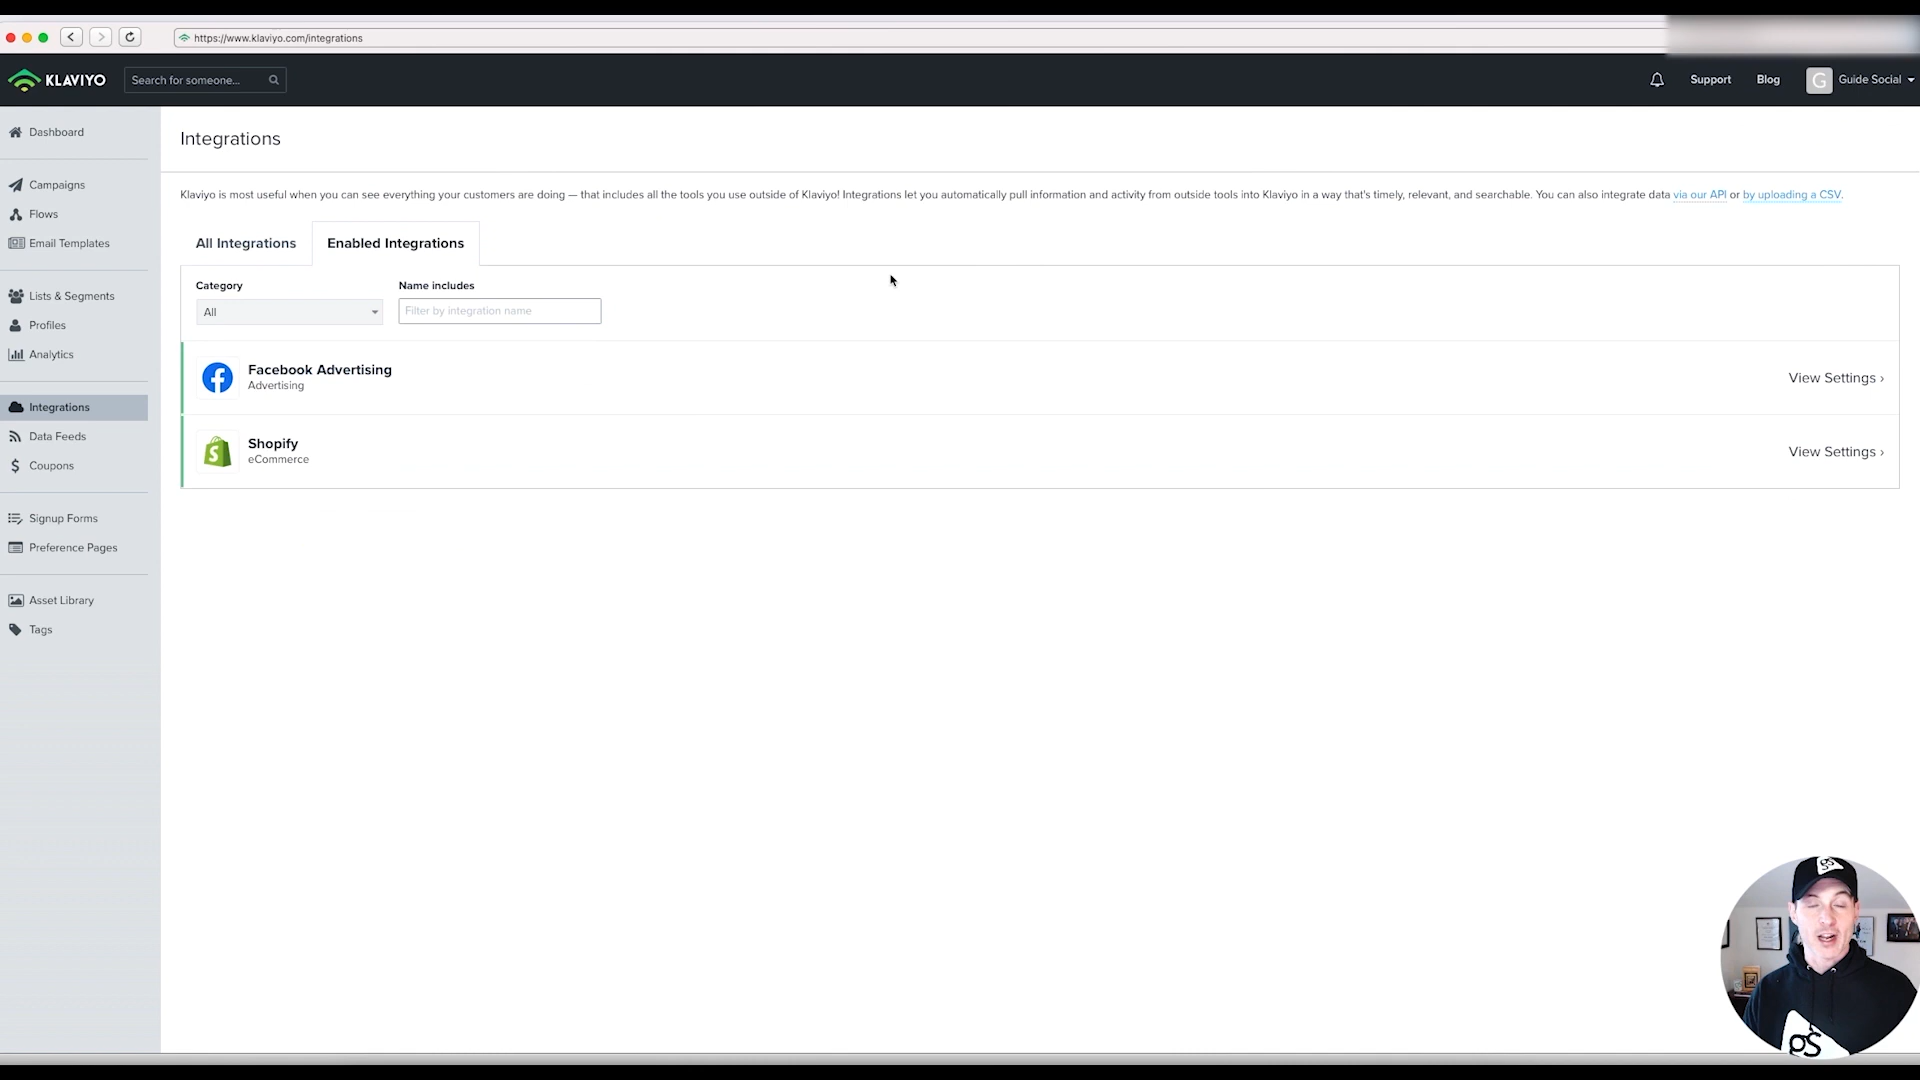 https://www.klaviyo.com/integrations
KLAVIYO
Search for someone...
Support
Blog
G
Guide Social
Dashboard
Campaigns
Flows
Email Templates
Lists & Segments
Profiles
Analytics
Integrations
Data Feeds
Coupons
Signup Forms
Preference Pages
Asset Library
Tags
Integrations
Klaviyo is most useful when you can see everything your customers are doing — that includes all the tools you use outside of Klaviyo! Integrations let you automatically pull information and activity from outside tools into Klaviyo in a way that's timely, relevant, and searchable. You can also integrate data via our API or by uploading a CSV.
All Integrations
Enabled Integrations
Category
Name includes
All
Filter by integration name
Facebook Advertising
Advertising
View Settings ›
Shopify
eCommerce
View Settings ›
gS
gS